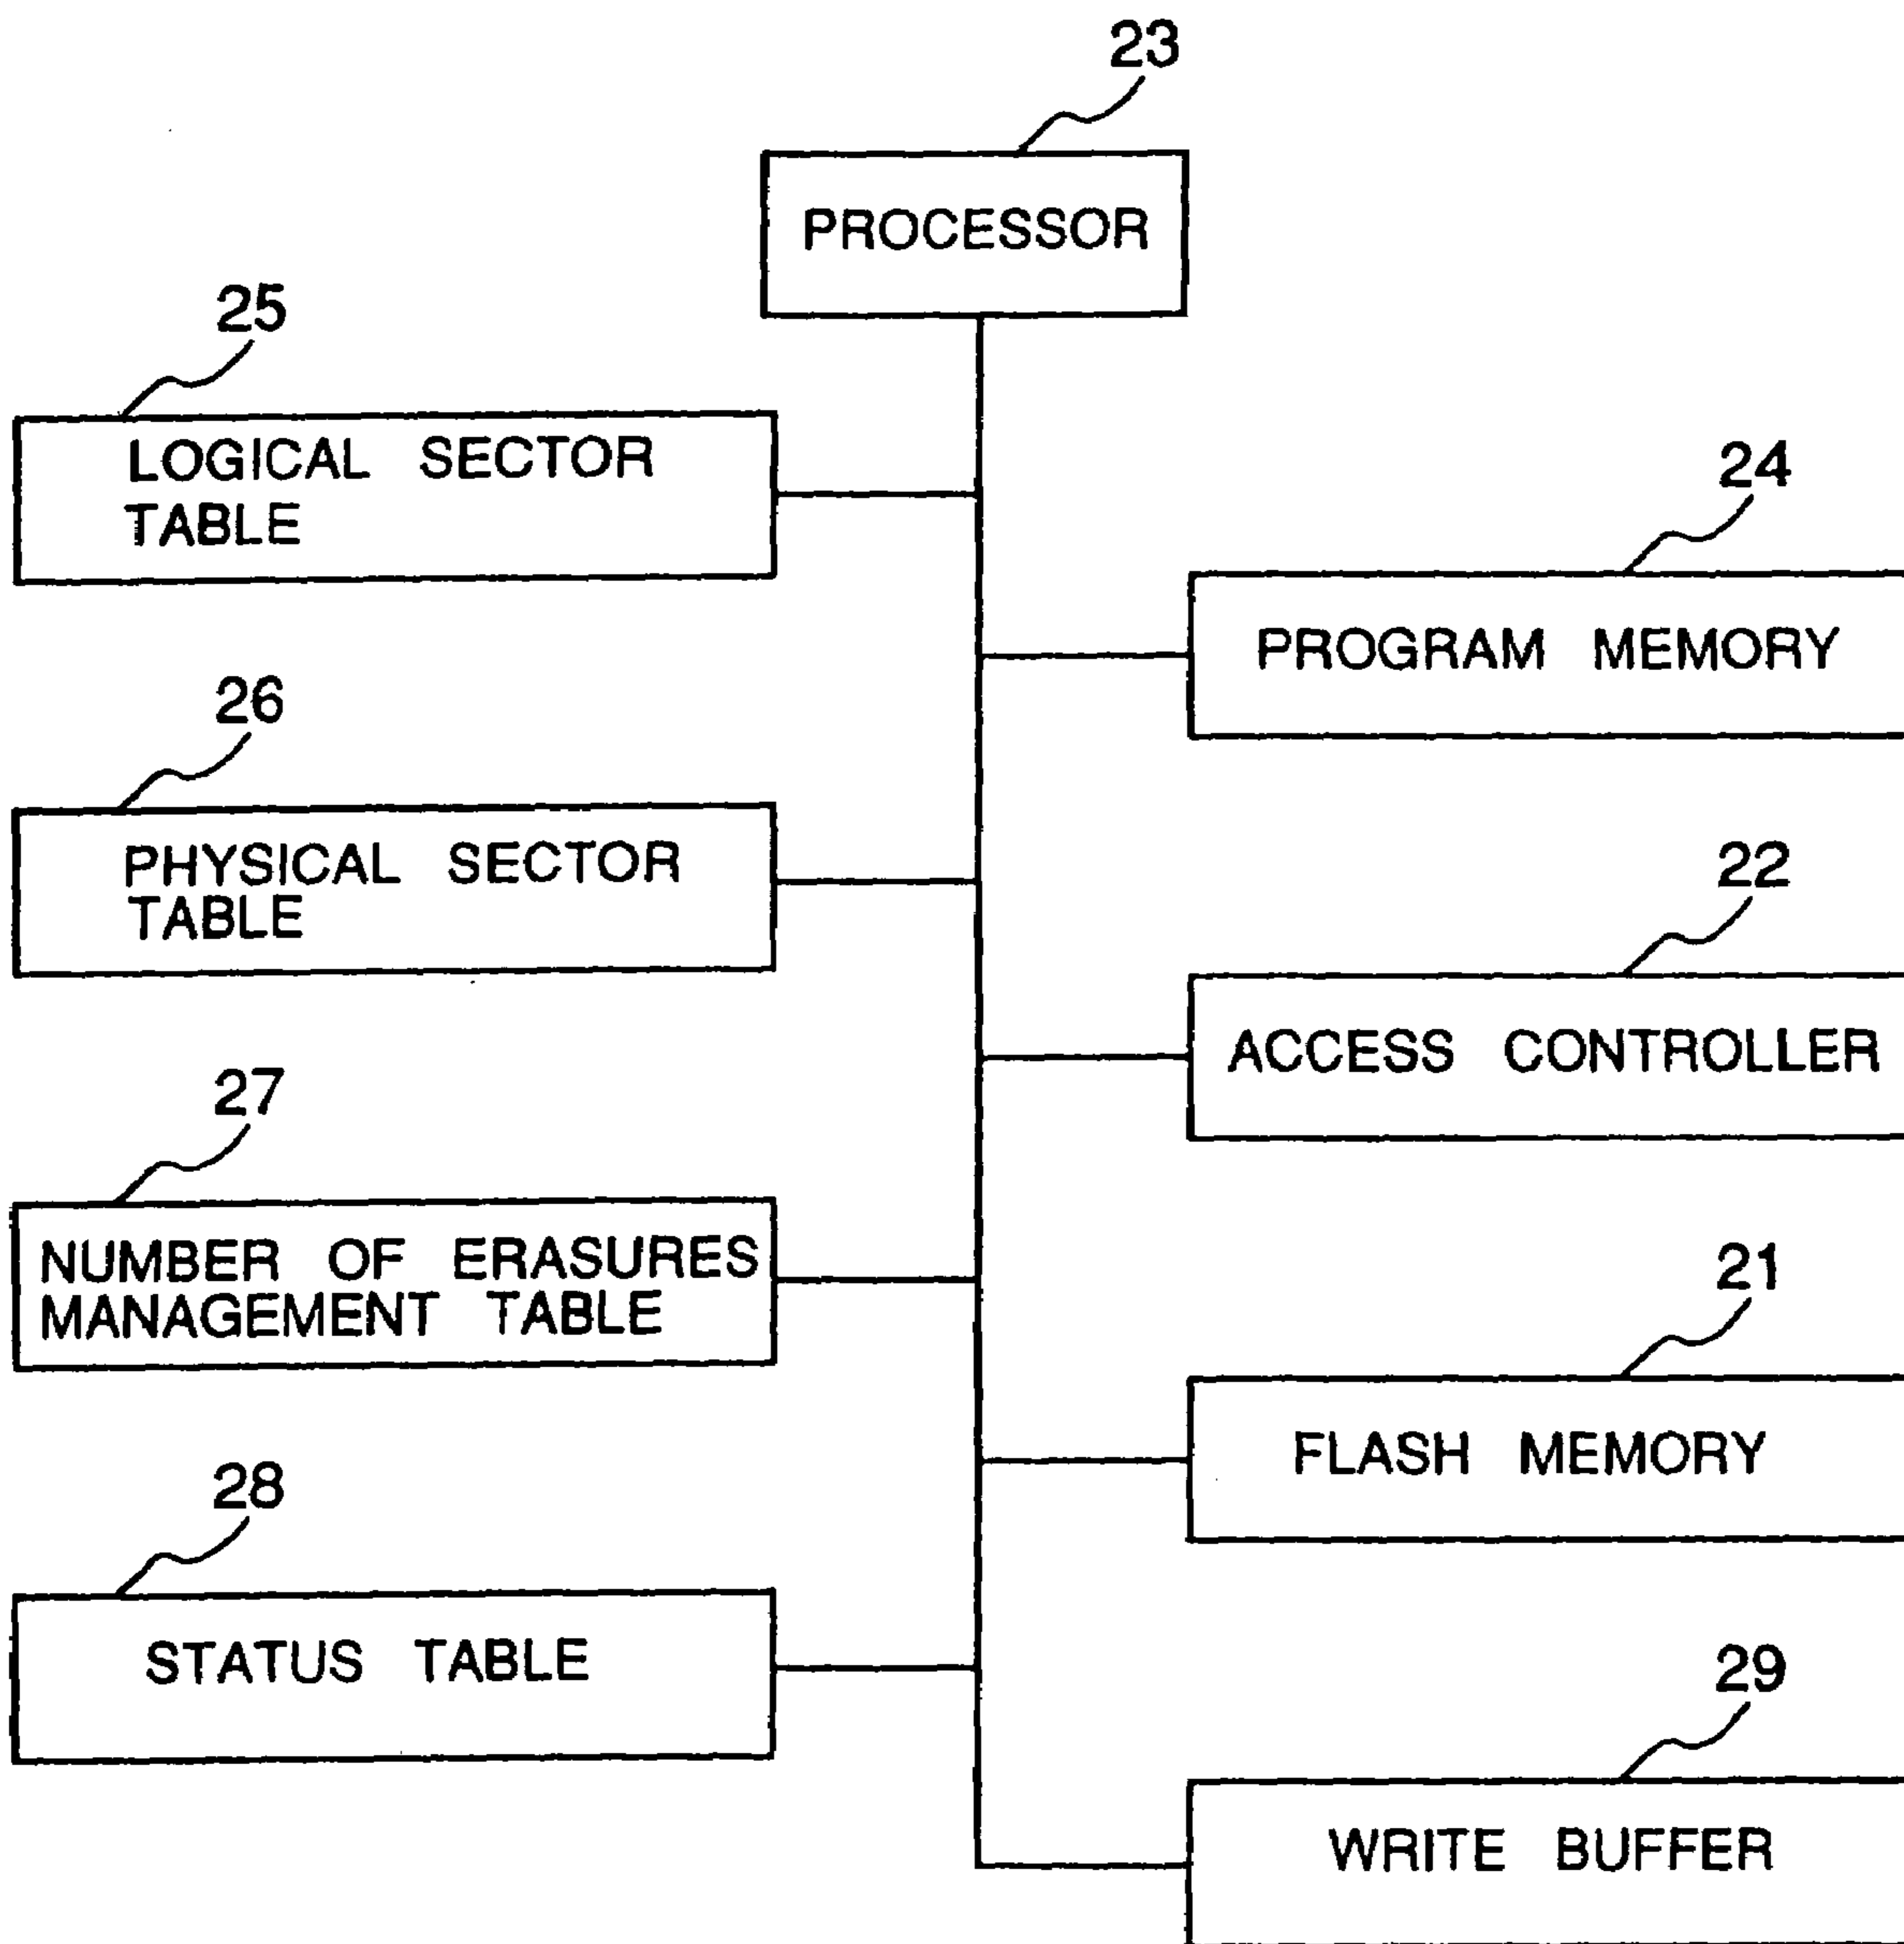 23
PROCESSOR
25
LOGICAL SECTOR
TABLE
24
PROGRAM MEMORY
26
PHYSICAL SECTOR
TABLE
22
ACCESS CONTROLLER
27
NUMBER OF ERASURES
MANAGEMENT TABLE
21
FLASH MEMORY
28
STATUS TABLE
29
WRITE BUFFER